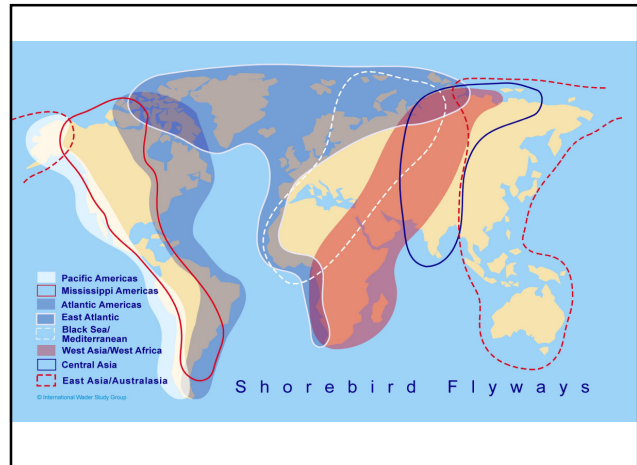 Pacific Americas
Mississippi Americas
Atlantic Americas
East Atlantic
Black Sea/
Mediterranean
West Asia/West Africa
Central Asia
East Asia/Australasia
© International Wader Study Group
Shorebird Flyways